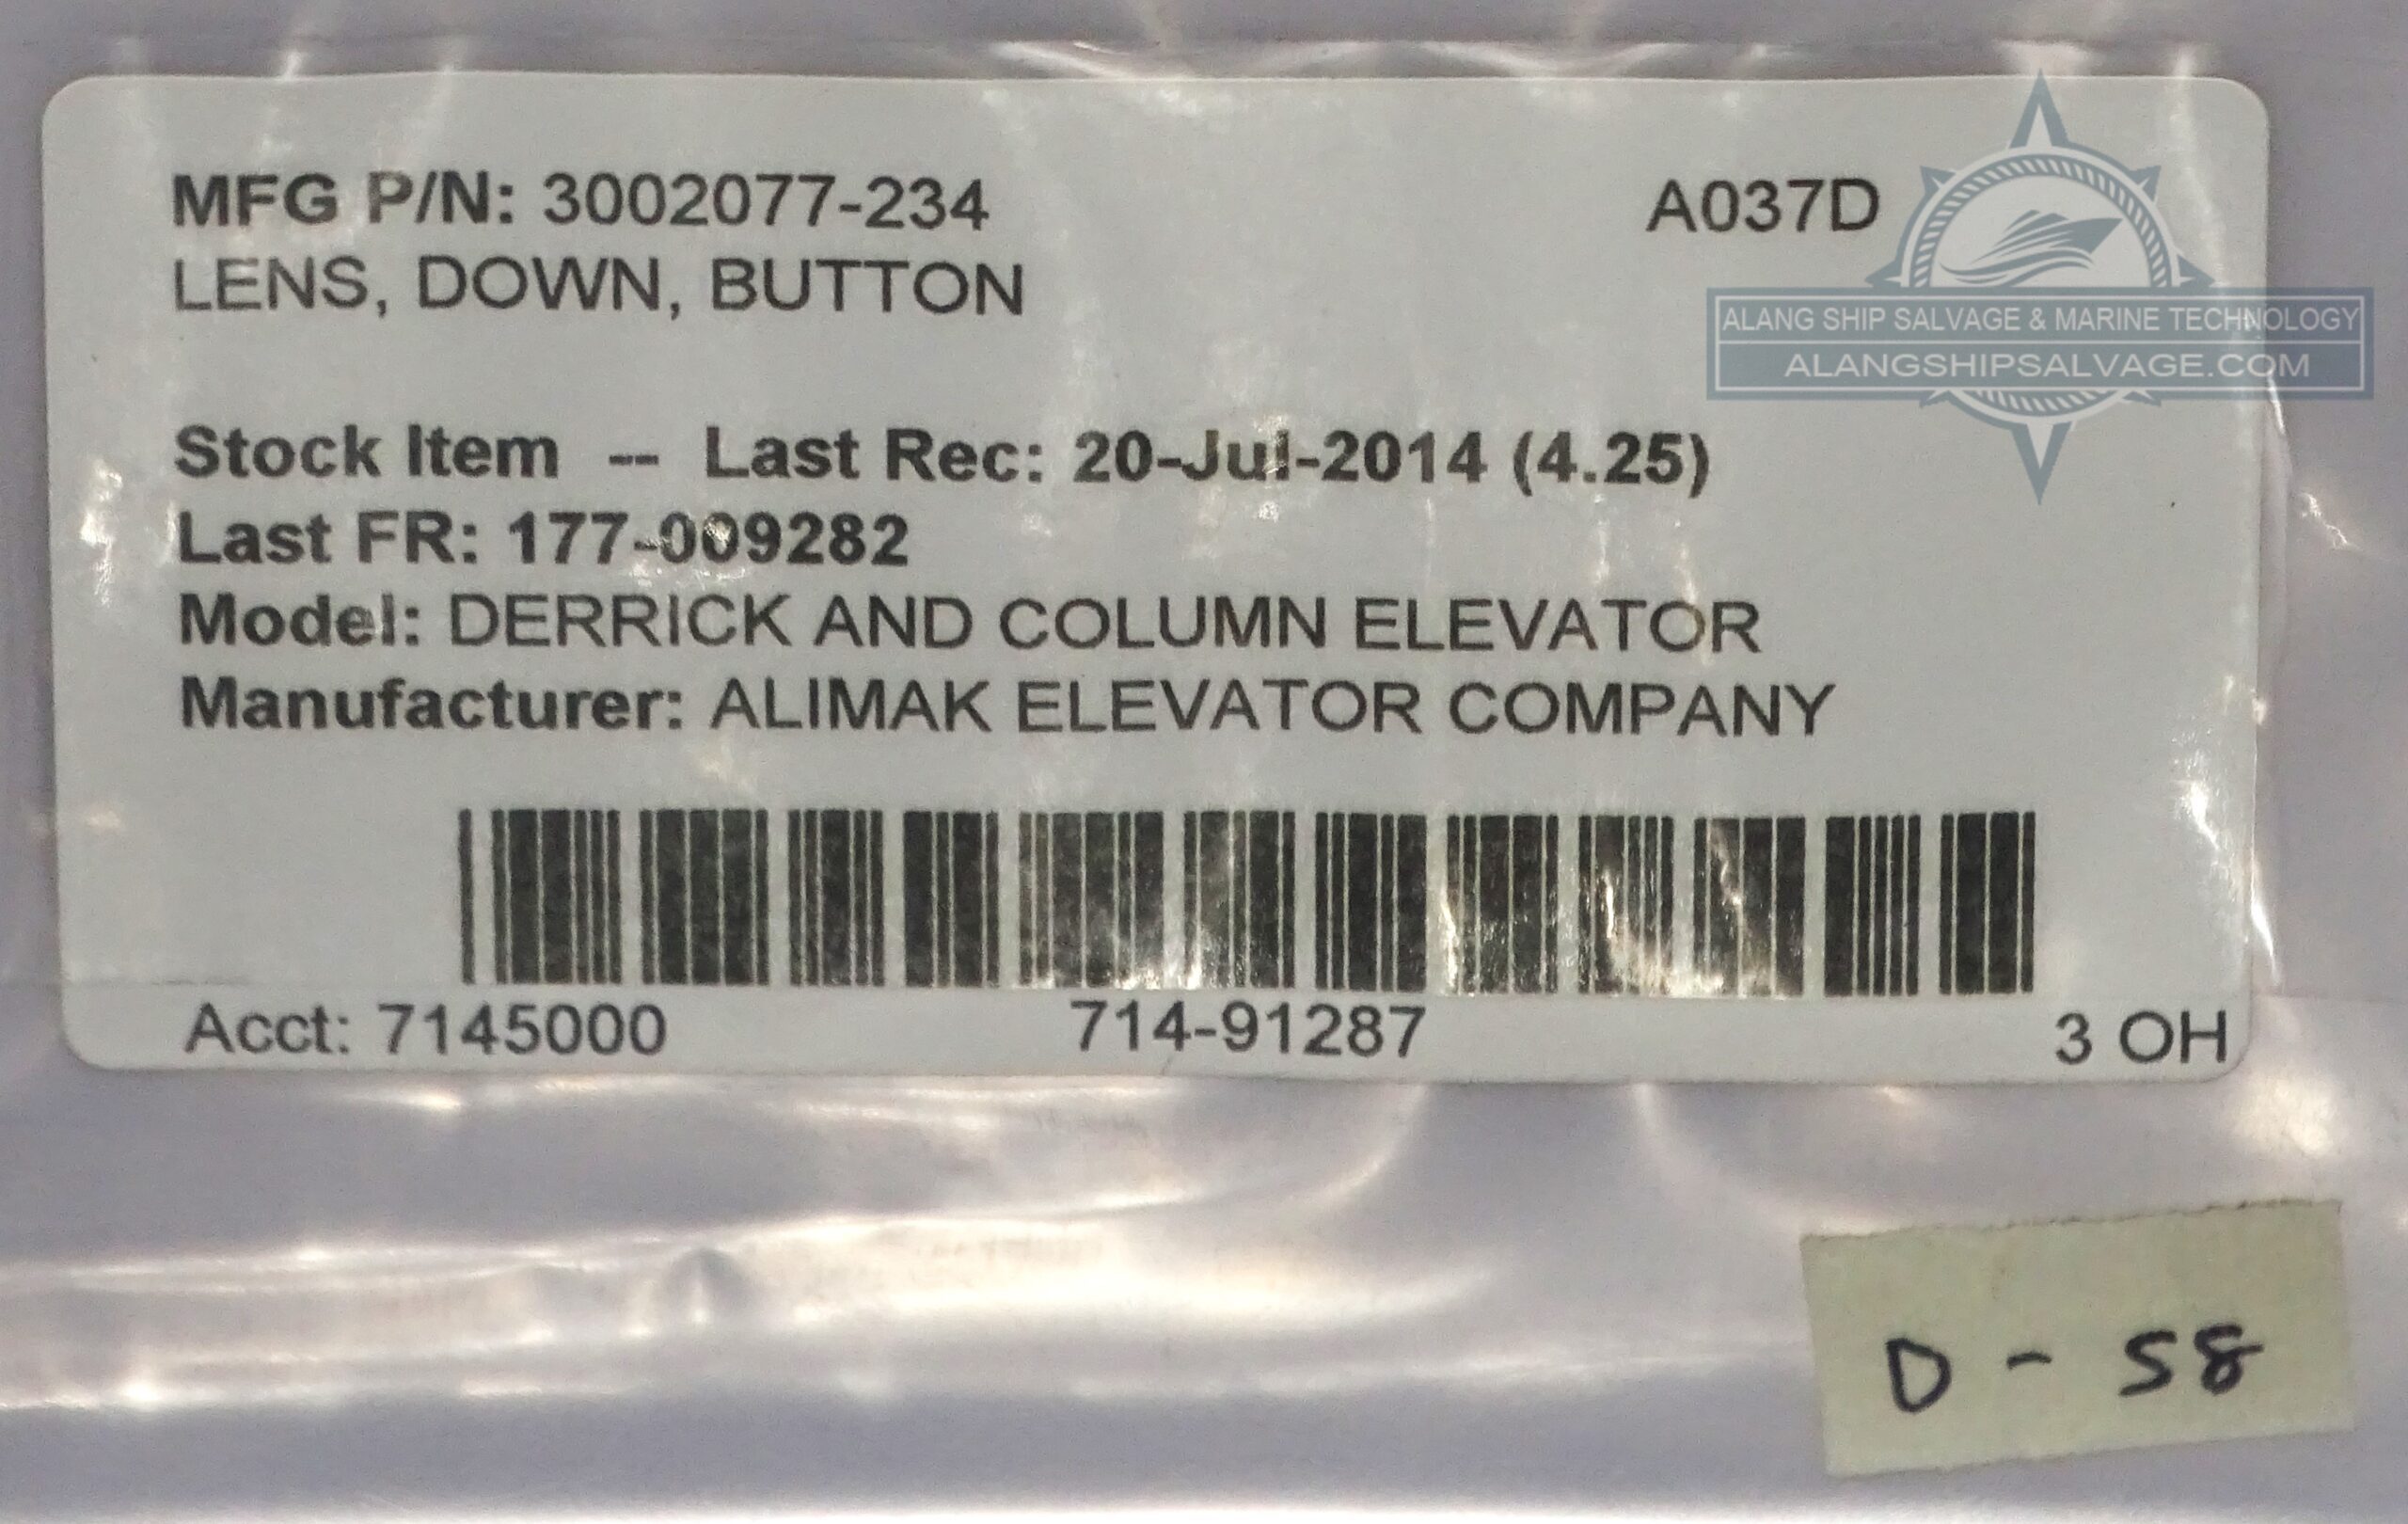 MFG P/N: 3002077-234
A037D
LENS, DOWN, BUTTON
ALANG SHIP SALVAGE & MARINE TECHNOLOGY
ALANGSHIPSALVAGE.COM
Stock Item -- Last Rec: 20-Jul-2014 (4.25)
Last FR: 177-009282
Model: DERRICK AND COLUMN ELEVATOR
Manufacturer: ALIMAK ELEVATOR COMPANY
Acct: 7145000
714-91287
3 OH
D - 58